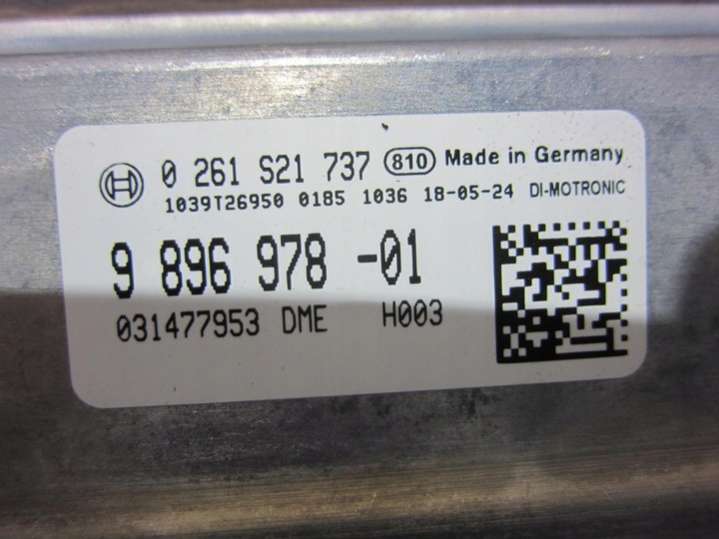 0 261 S21 737 810 Made in Germany
1039T26950 0185 1036 18-05-24 DI-MOTRONIC
9 896 978 -01
031477953 DME H003